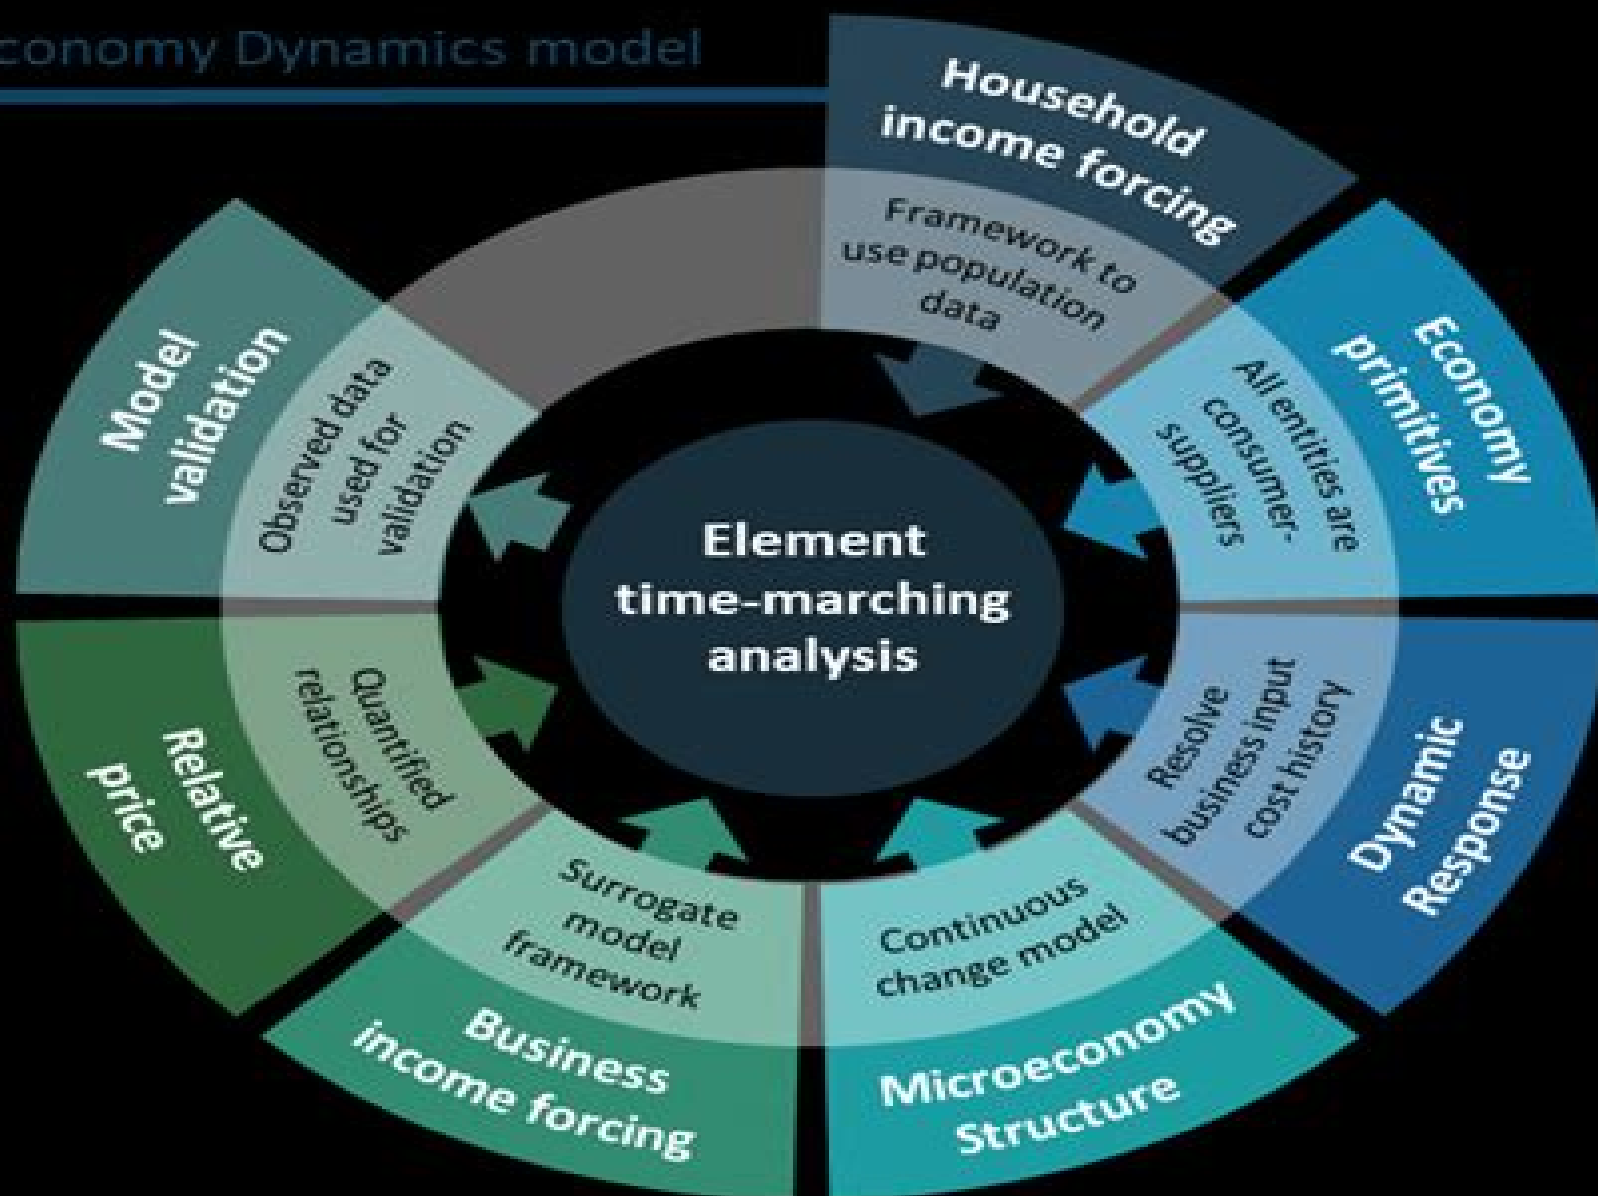 conomy Dynamics model
Household
income forcing
Framework to
use population
data
Economy
primitives
All entities are
consumer-
suppliers
Dynamic
Response
Resolve
business input
cost history
Microeconomy
Structure
Continuous
change model
Business
income forcing
Surrogate
model
framework
Relative
price
Quantified
relationships
Model
validation
Observed data
used for
validation
Element
time-marching
analysis